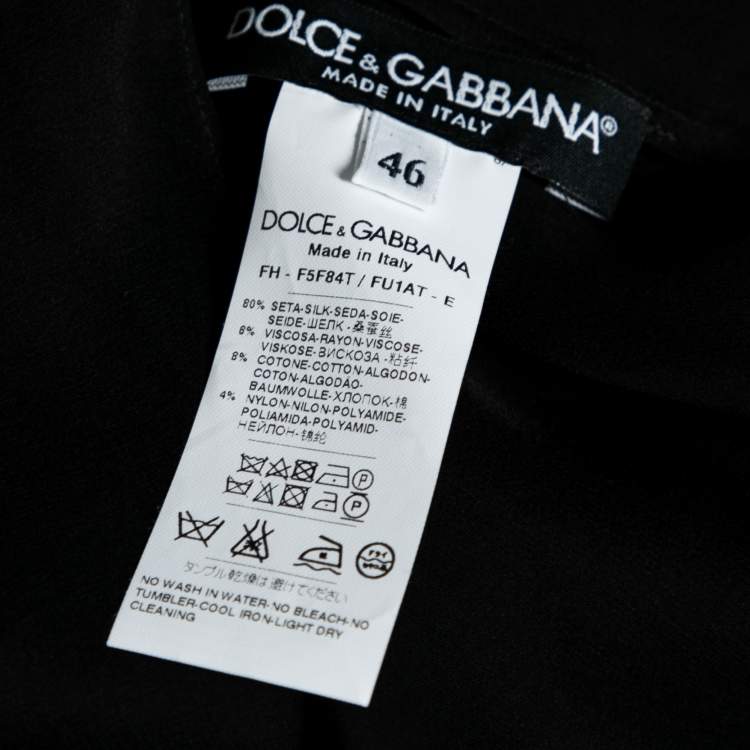 DOLCE & GABBANA®
MADE IN ITALY
46
DOLCE & GABBANA
Made in Italy
FH - F5F84T / FU1AT - E
80% SETA-SILK-SEDA-SOIE-
SEIDE-ШЕЛК-桑蚕丝
8% VISCOSA-RAYON-VISCOSE-
VISKOSE-ВИСКОЗА-粘纤
8% COTONE-COTTON-ALGODON-
COTON-ALGODÃO-
BAUMWOLLE-ХЛОПОК-棉
4% NYLON-NILON-POLYAMIDE-
POLIAMIDA-POLYAMID-
НЕЙЛОН-锦纶
P
P
ドライ
タンブル乾燥は避けてください
NO WASH IN WATER-NO BLEACH-NO
TUMBLER-COOL IRON-LIGHT DRY
CLEANING